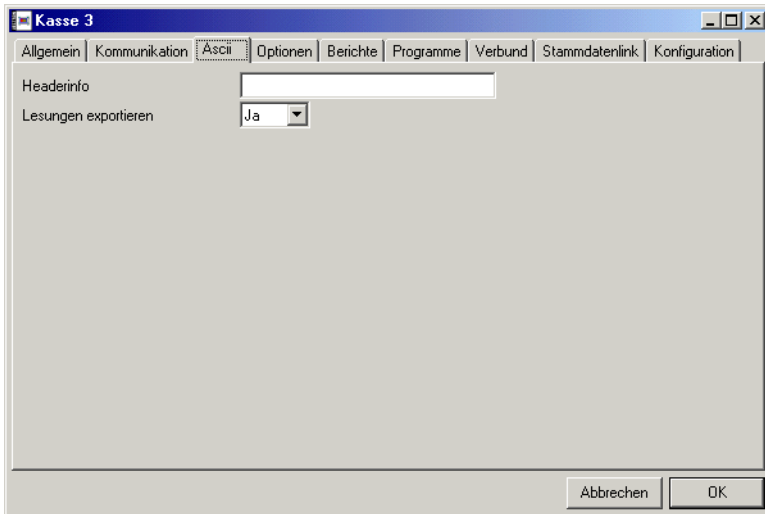 Kasse 3
Allgemein Kommunikation Ascii Optionen Berichte Programme Verbund Stammdatenlink Konfiguration
Headerinfo
Lesungen exportieren Ja
Abbrechen OK